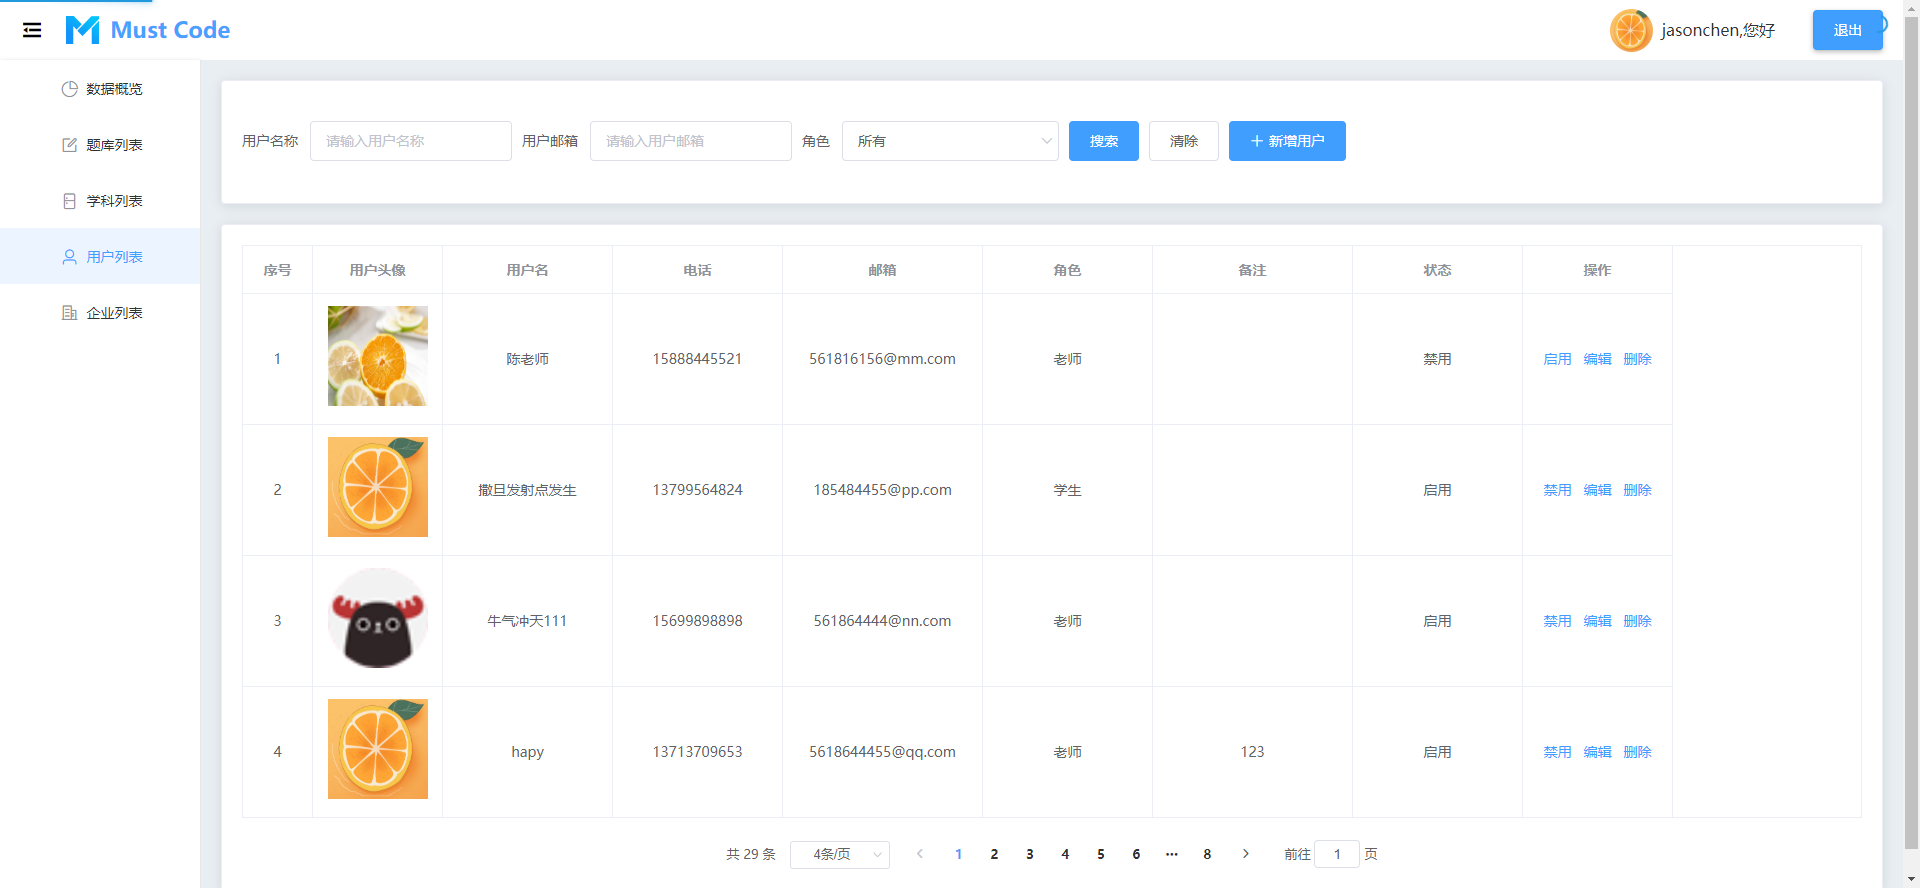 Must Code
jasonchen,您好
退出
数据概览
题库列表
学科列表
用户列表
企业列表
用户名称 请输入用户名称 用户邮箱 请输入用户邮箱 角色 所有 搜索 清除 新增用户
序号 用户头像 用户名 电话 邮箱 角色 备注 状态 操作
1 陈老师 15888445521 561816156@mm.com 老师 禁用 启用 编辑 删除
2 撒旦发射点发生 13799564824 185484455@pp.com 学生 启用 禁用 编辑 删除
3 牛气冲天111 15699898898 561864444@nn.com 老师 启用 禁用 编辑 删除
4 hapy 13713709653 5618644455@qq.com 老师 123 启用 禁用 编辑 删除
共 29 条 4条/页 1 2 3 4 5 6 ··· 8 前往 1 页